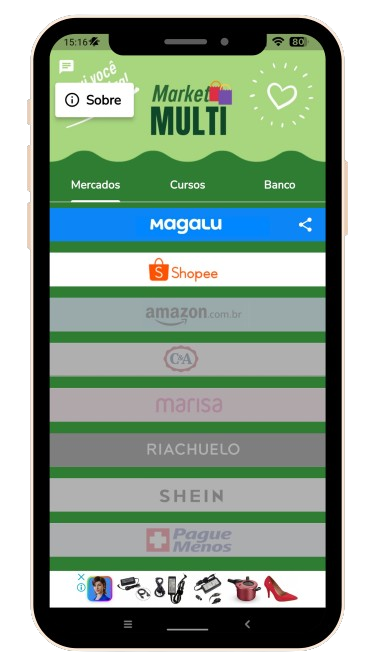 15:16
80
você
Sobre
Market
MULTI
Mercados Cursos Banco
Magalu
S Shopee
amazon.com.br
C&A
marisa
RIACHUELO
SHEIN
Pague
Menos